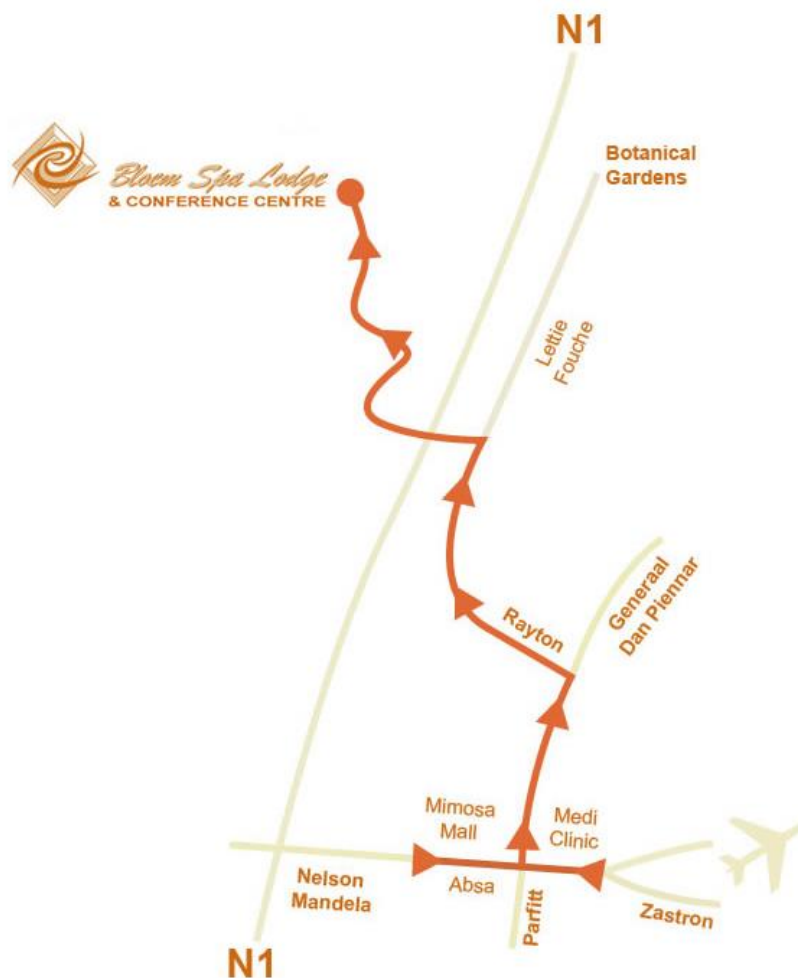 N1
Botanical
Gardens
Bloem Spa Lodge
& CONFERENCE CENTRE
Lettie
Fouche
Generaal
Dan Piennar
Rayton
Mimosa
Mall
Medi
Clinic
Nelson
Mandela
Absa
Parfitt
Zastron
N1